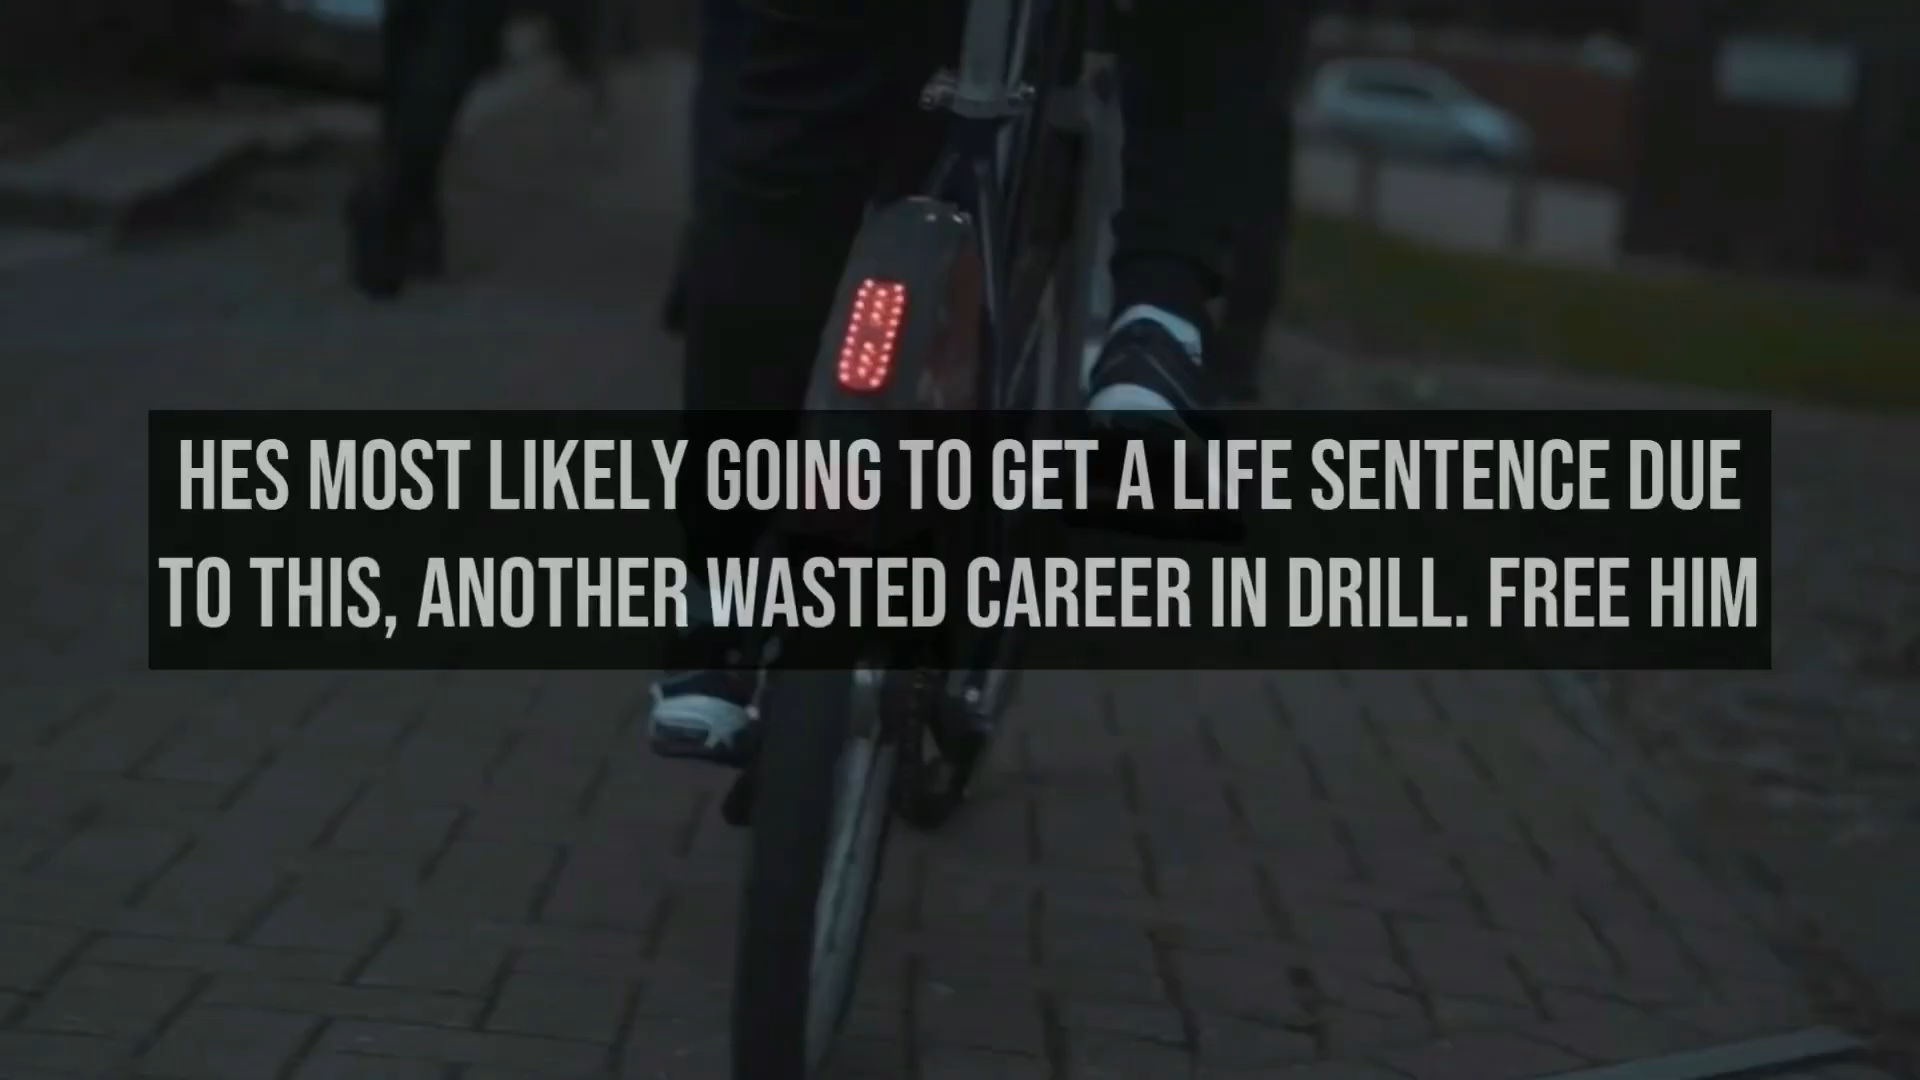 HES MOST LIKELY GOING TO GET A LIFE SENTENCE DUE
TO THIS, ANOTHER WASTED CAREER IN DRILL. FREE HIM